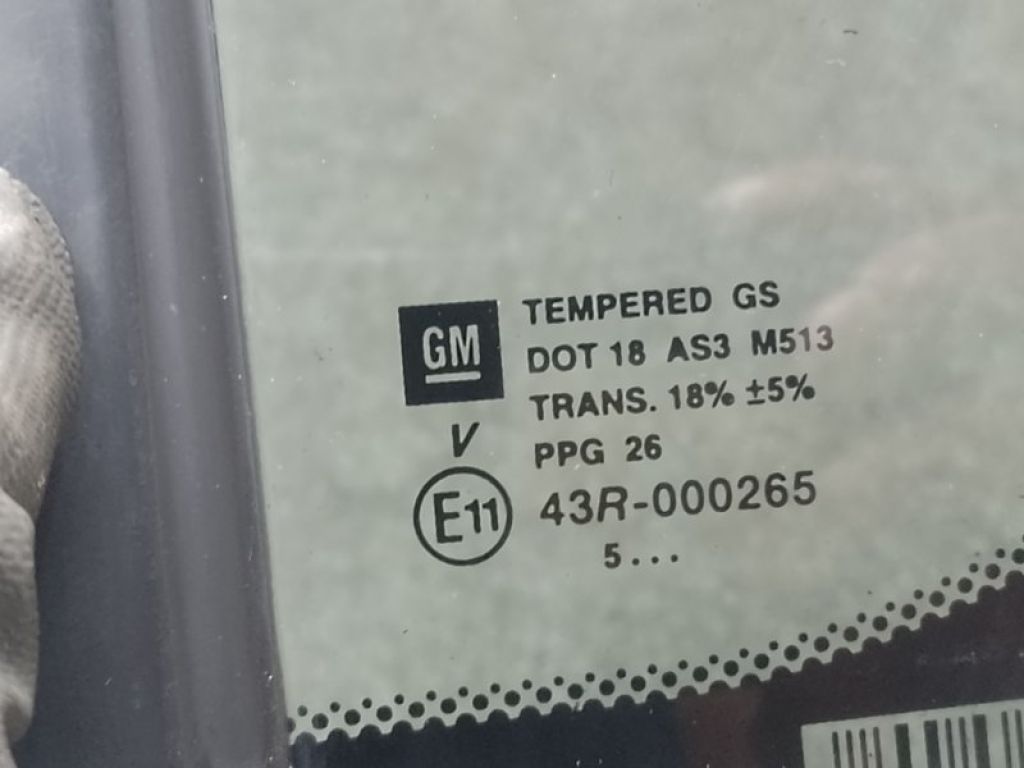 GM
TEMPERED GS
DOT 18 AS3 M513
TRANS. 18% ±5%
PPG 26
V
E11 43R-000265
5...